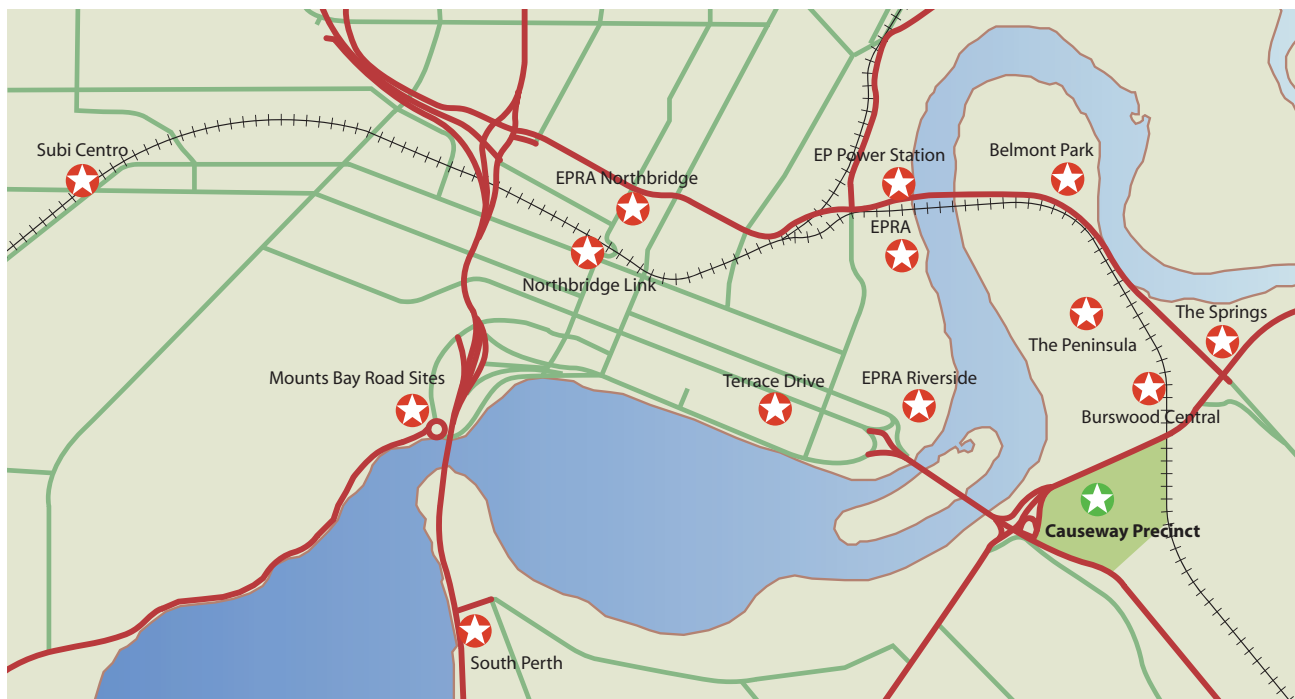 Subi Centro
EP Power Station
Belmont Park
EPRA Northbridge
EPRA
Northbridge Link
The Springs
The Peninsula
Mounts Bay Road Sites
Terrace Drive
EPRA Riverside
Burswood Central
Causeway Precinct
South Perth